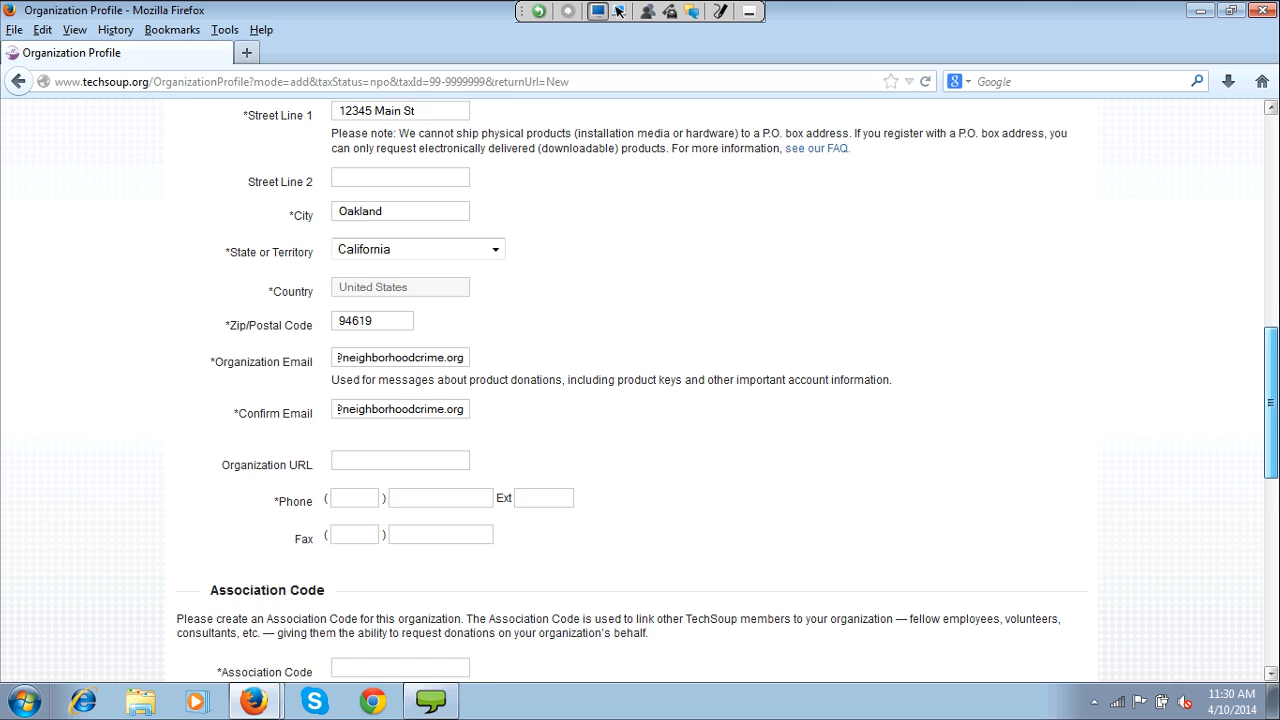 Organization Profile - Mozilla Firefox
File Edit View History Bookmarks Tools Help
Organization Profile
www.techsoup.org/OrganizationProfile?mode=add&taxStatus=npo&taxId=99-9999999&returnUrl=New
Google
*Street Line 1 12345 Main St
Please note: We cannot ship physical products (installation media or hardware) to a P.O. box address. If you register with a P.O. box address, you
can only request electronically delivered (downloadable) products. For more information, see our FAQ.
Street Line 2
*City Oakland
*State or Territory California
*Country United States
*Zip/Postal Code 94619
*Organization Email @neighborhoodcrime.org
Used for messages about product donations, including product keys and other important account information.
*Confirm Email @neighborhoodcrime.org
Organization URL
*Phone ( ) Ext
Fax ( )
Association Code
Please create an Association Code for this organization. The Association Code is used to link other TechSoup members to your organization — fellow employees, volunteers,
consultants, etc. — giving them the ability to request donations on your organization's behalf.
*Association Code
11:30 AM
4/10/2014